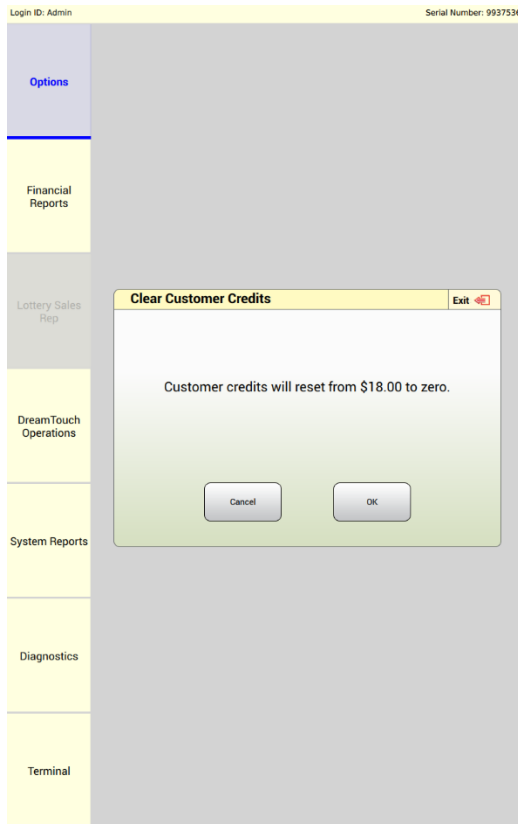 Login ID: Admin
Serial Number: 9937536
Options
Financial
Reports
Lottery Sales
Rep
DreamTouch
Operations
System Reports
Diagnostics
Terminal
Clear Customer Credits
Exit
Customer credits will reset from $18.00 to zero.
Cancel
OK